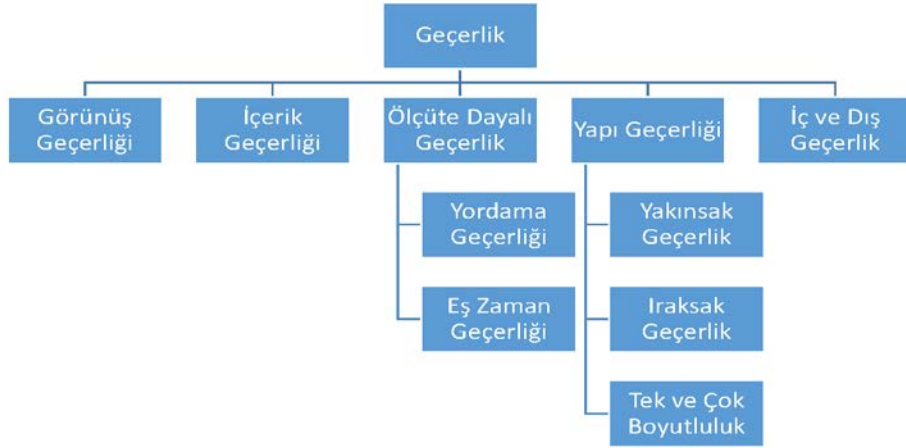 Geçerlik
Görünüş
Geçerliği
İçerik
Geçerliği
Ölçüte Dayalı
Geçerlik
Yapı Geçerliği
İç ve Dış
Geçerlik
Yordama
Geçerliği
Eş Zaman
Geçerliği
Yakınsak
Geçerlik
Iraksak
Geçerlik
Tek ve Çok
Boyutluluk